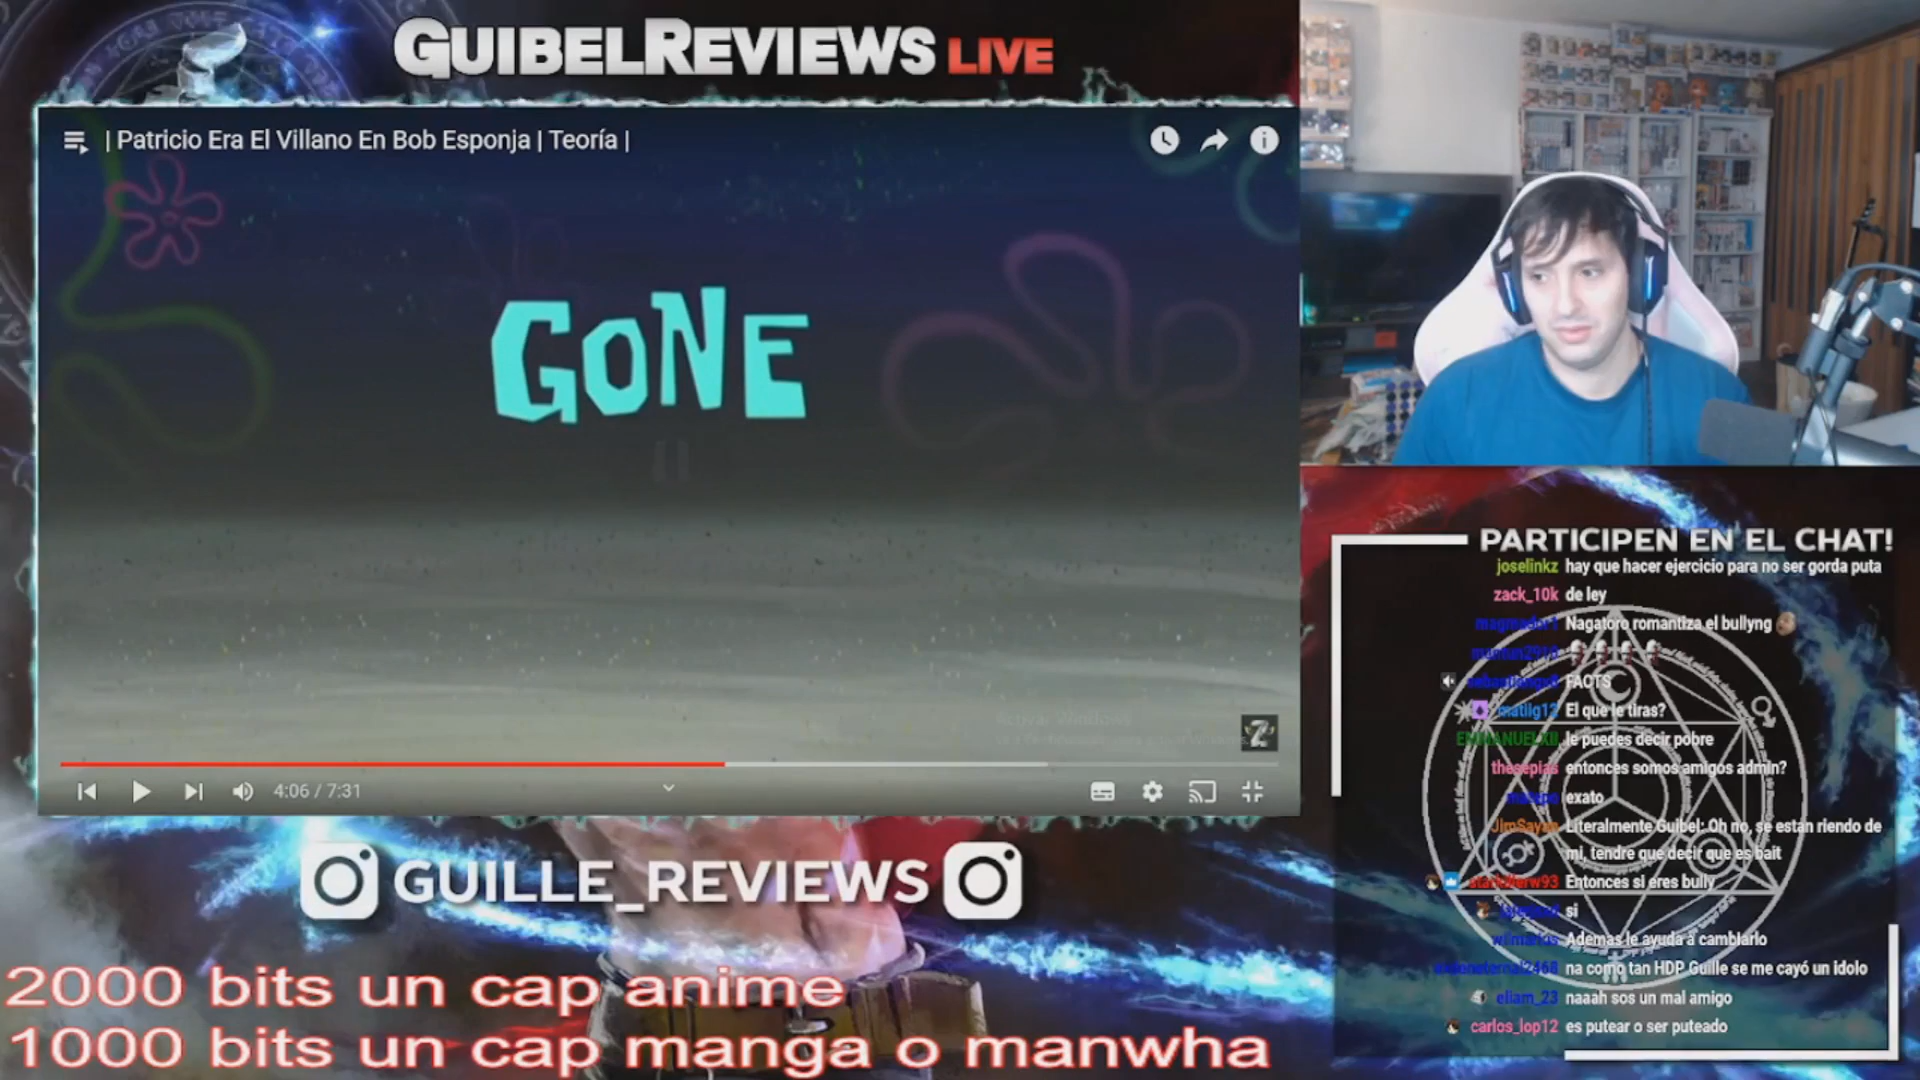 GUIBELREVIEWS LIVE
| Patricio Era El Villano En Bob Esponja | Teoría |
GONE
4:06 / 7:31
GUILLE_REVIEWS
2000 bits un cap anime
1000 bits un cap manga o manwha
PARTICIPEN EN EL CHAT!
joselinkz hay que hacer ejercicio para no ser gorda puta
zack_10k de ley
Nagatoro romantiza el bullyng
FACTS
matiig13 El que le tiras?
EMMANUELXII le puedes decir pobre
thesepias entonces somos amigos admin?
exato
JimSayan Literalmente Guibel: Oh no, se estan riendo de
mi, tendre que decir que es bait
Entonces si eres bully
si
Ademas le ayuda a cambiarlo
na como tan HDP Guille se me cayó un idolo
eliam_23 naaah sos un mal amigo
carlos_lop12 es putear o ser puteado